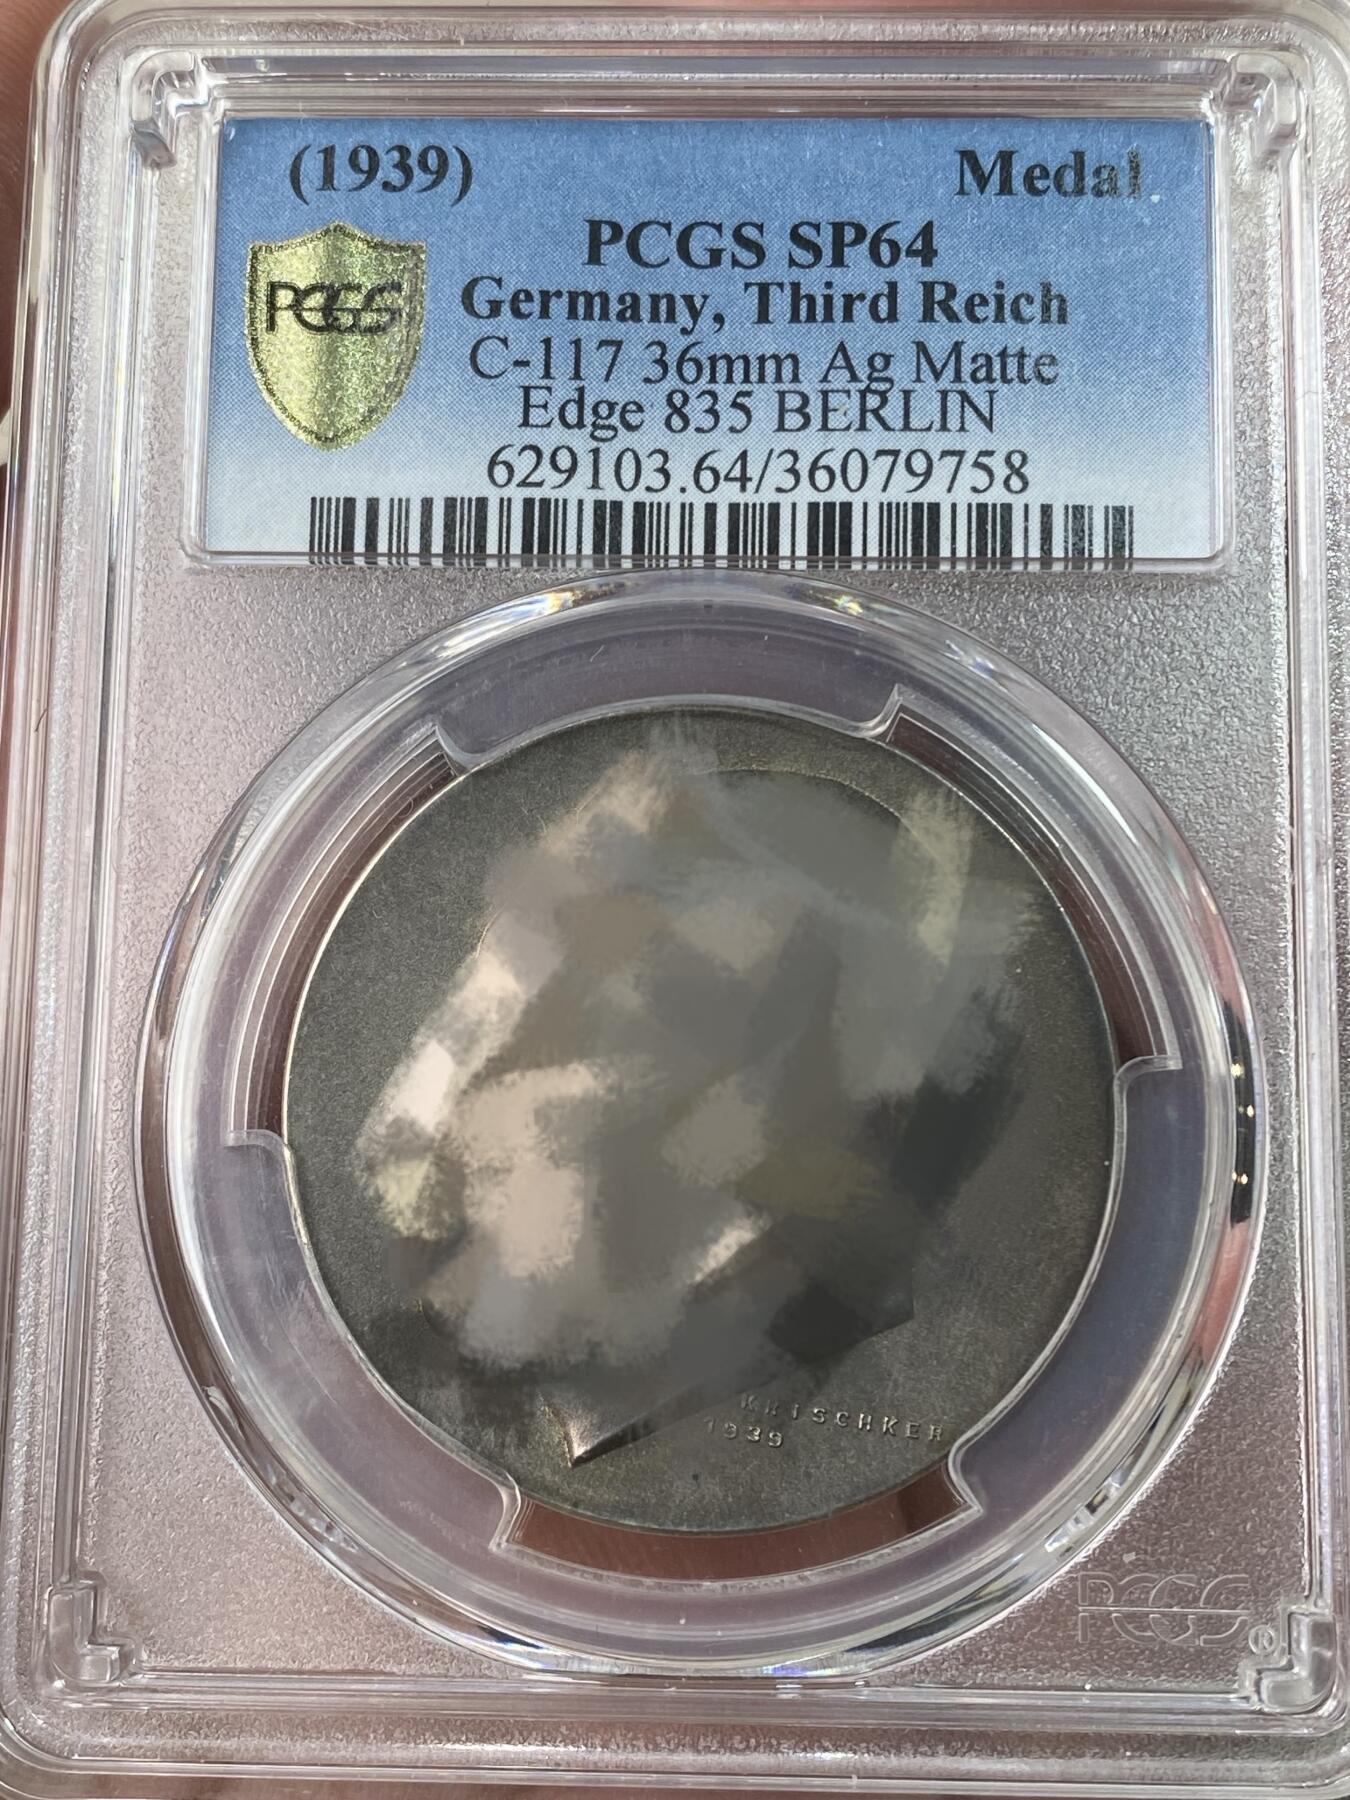 (1939) Medal
PCGS SP64
PCGS
Germany, Third Reich
C-117 36mm Ag Matte
Edge 835 BERLIN
629103.64/36079758
KRISCHKER
1939
PCGS®